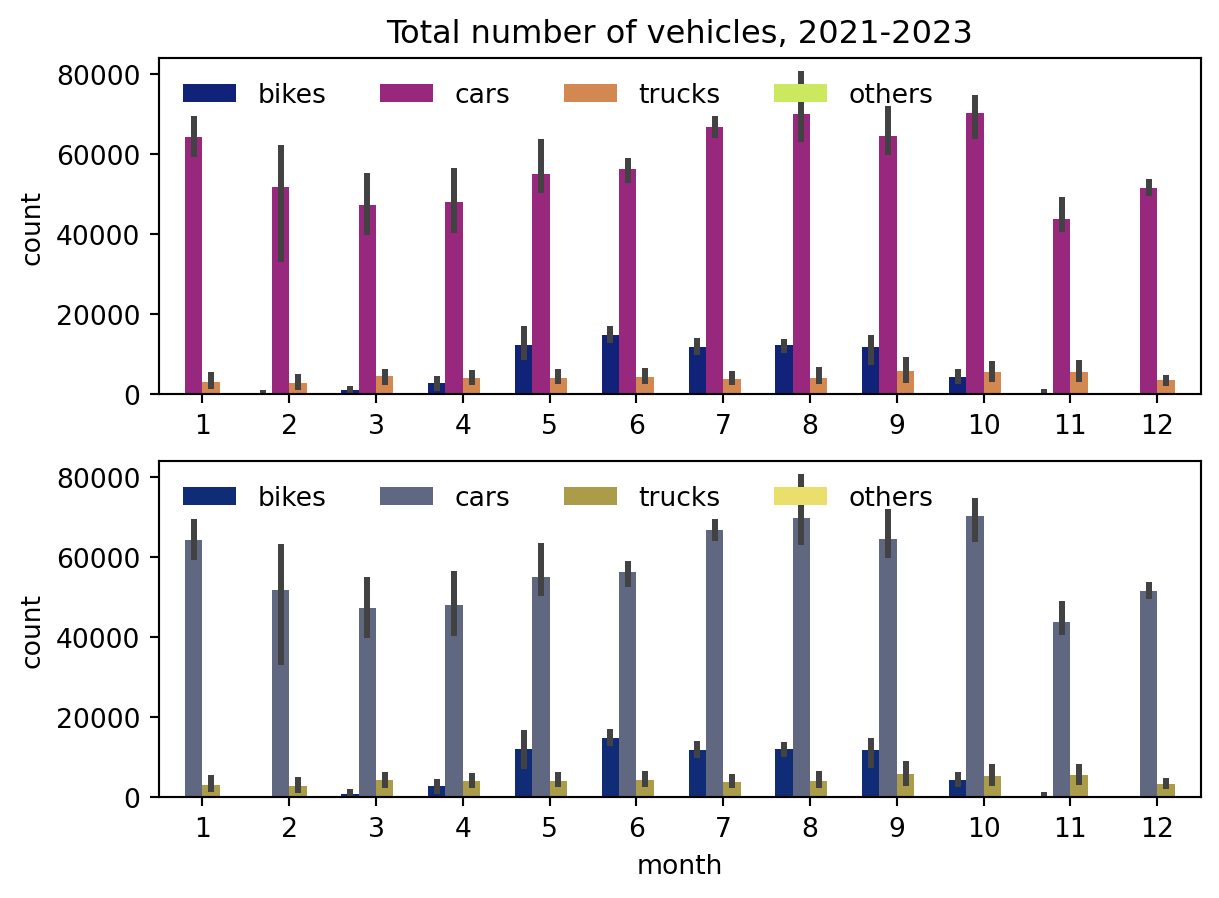 Total number of vehicles, 2021-2023
bikes cars trucks others
80000
60000
40000
20000
0
count
1 2 3 4 5 6 7 8 9 10 11 12
bikes cars trucks others
80000
60000
40000
20000
0
count
1 2 3 4 5 6 7 8 9 10 11 12
month